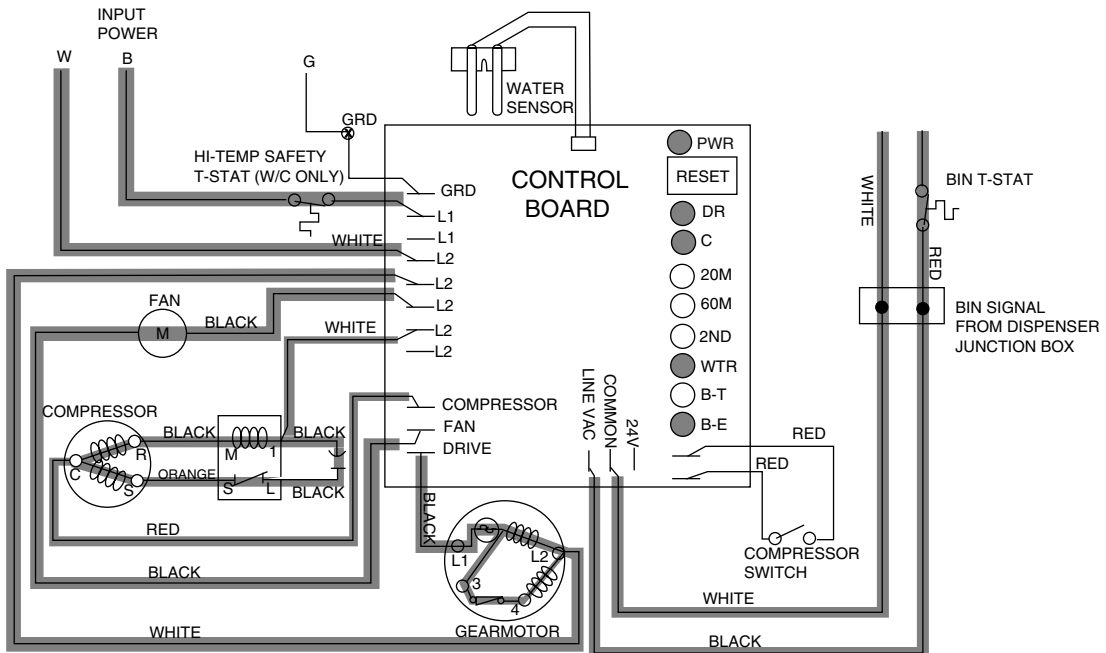 INPUT
POWER
W
B
G
GRD
WATER
SENSOR
HI-TEMP SAFETY
T-STAT (W/C ONLY)
CONTROL
BOARD
PWR
RESET
DR
C
20M
60M
2ND
WTR
B-T
B-E
GRD
L1
L1
WHITE
L2
L2
L2
WHITE
L2
L2
FAN
M
BLACK
COMPRESSOR
FAN
DRIVE
LINE VAC
COMMON
24V
WHITE
BIN T-STAT
RED
BIN SIGNAL
FROM DISPENSER
JUNCTION BOX
COMPRESSOR
R
C
S
BLACK
M
1
BLACK
ORANGE
S
L
BLACK
RED
BLACK
WHITE
BLACK
L1
L2
3
4
GEARMOTOR
RED
RED
COMPRESSOR
SWITCH
WHITE
BLACK